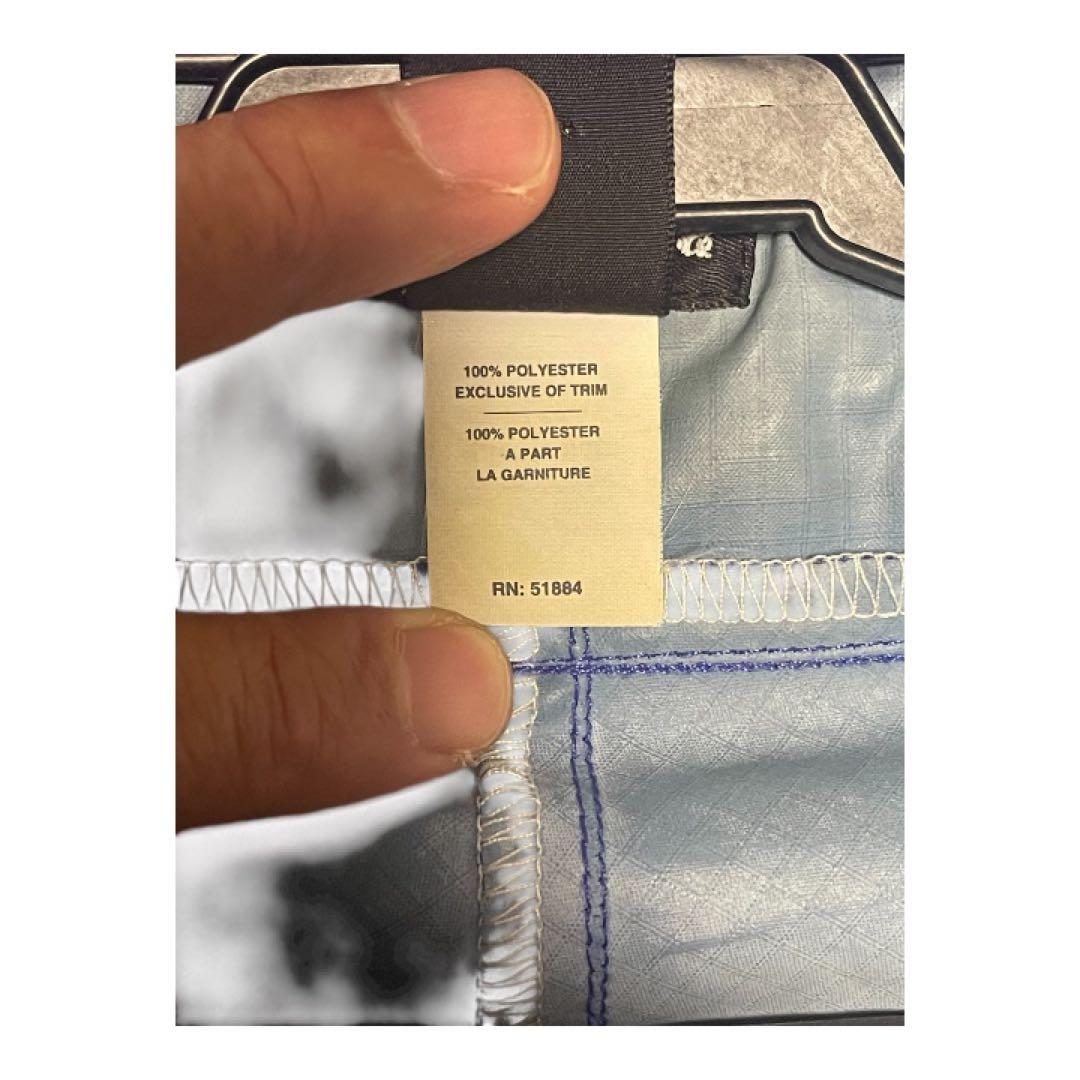 100% POLYESTER
EXCLUSIVE OF TRIM
100% POLYESTER
A PART
LA GARNITURE
RN: 51884